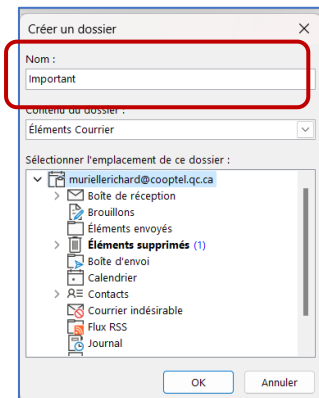 Créer un dossier
Nom :
Important
Contenu du dossier :
Éléments Courrier
Sélectionner l'emplacement de ce dossier :
muriellerichard@cooptel.qc.ca
Boîte de réception
Brouillons
Éléments envoyés
Éléments supprimés (1)
Boîte d'envoi
Calendrier
Contacts
Courrier indésirable
Flux RSS
Journal
OK Annuler